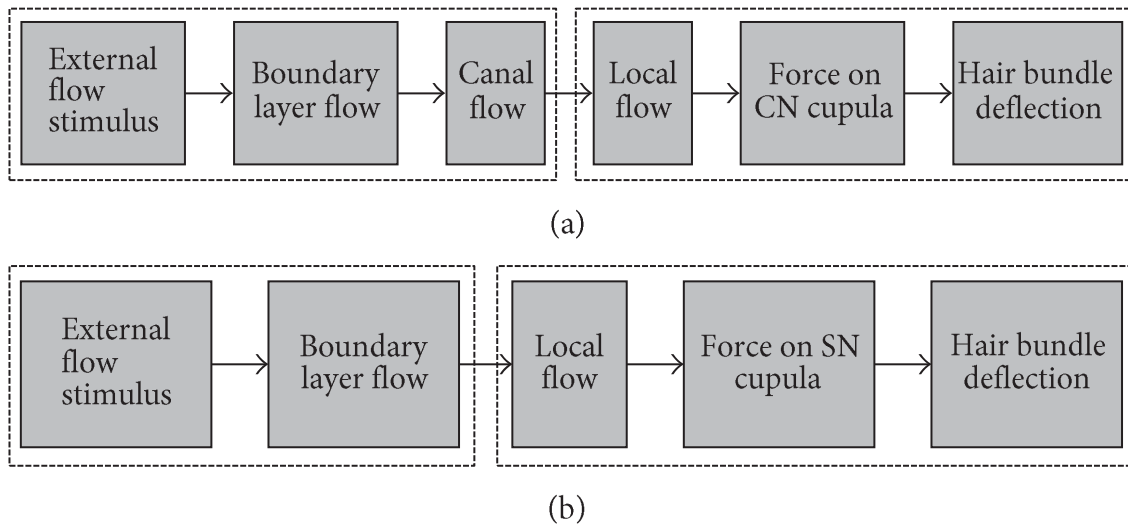 External
flow
stimulus
Boundary
layer flow
Canal
flow
Local
flow
Force on
CN cupula
Hair bundle
deflection
(a)
External
flow
stimulus
Boundary
layer flow
Local
flow
Force on SN
cupula
Hair bundle
deflection
(b)